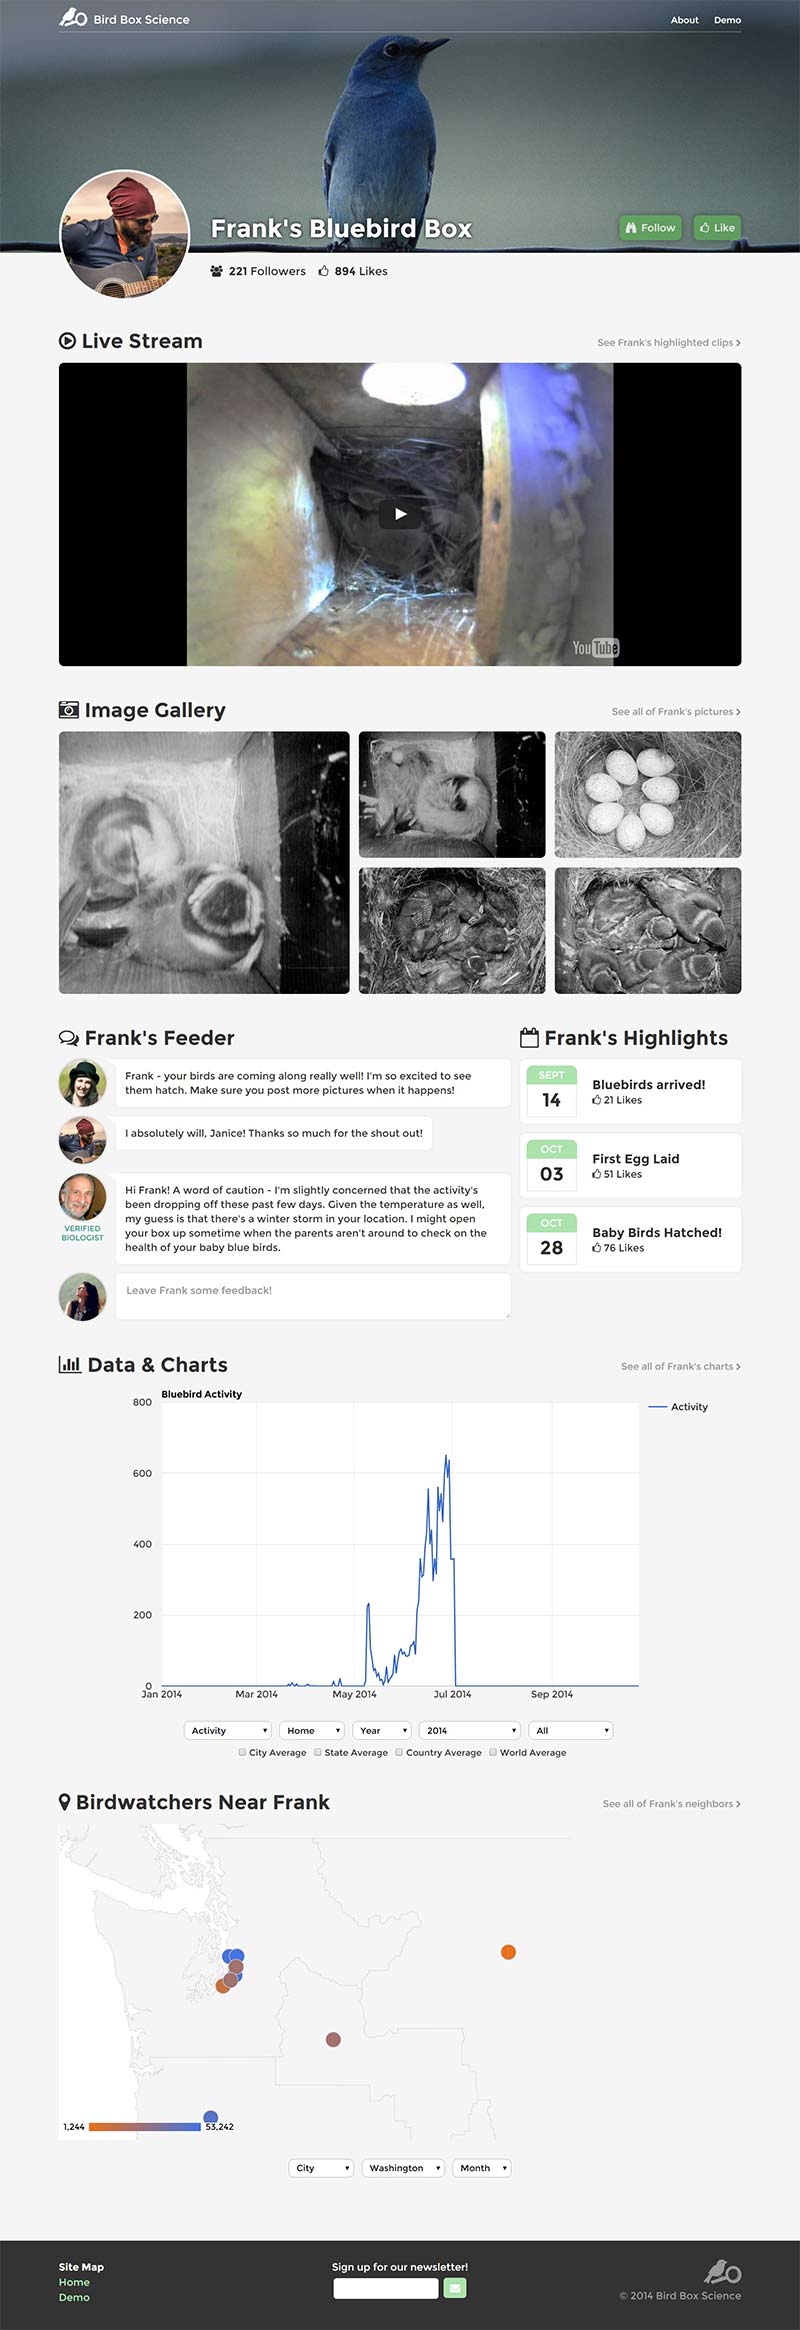 Bird Box Science
About Demo
Frank's Bluebird Box
Follow
Like
221 Followers 894 Likes
Live Stream
See Frank's highlighted clips >
YouTube
Image Gallery
See all of Frank's pictures >
Frank's Feeder
Frank - your birds are coming along really well! I'm so excited to see
them hatch. Make sure you post more pictures when it happens!
I absolutely will, Janice! Thanks so much for the shout out!
VERIFIED
BIOLOGIST
Hi Frank! A word of caution - I'm slightly concerned that the activity's
been dropping off these past few days. Given the temperature as well,
my guess is that there's a winter storm in your location. I might open
your box up sometime when the parents aren't around to check on the
health of your baby blue birds.
Leave Frank some feedback!
Frank's Highlights
SEPT
14
Bluebirds arrived!
21 Likes
OCT
03
First Egg Laid
51 Likes
OCT
28
Baby Birds Hatched!
76 Likes
Data & Charts
See all of Frank's charts >
Bluebird Activity
Activity
800
600
400
200
0
Jan 2014 Mar 2014 May 2014 Jul 2014 Sep 2014
Activity Home Year 2014 All
City Average State Average Country Average World Average
Birdwatchers Near Frank
See all of Frank's neighbors >
1,244 53,242
City Washington Month
Site Map
Home
Demo
Sign up for our newsletter!
© 2014 Bird Box Science